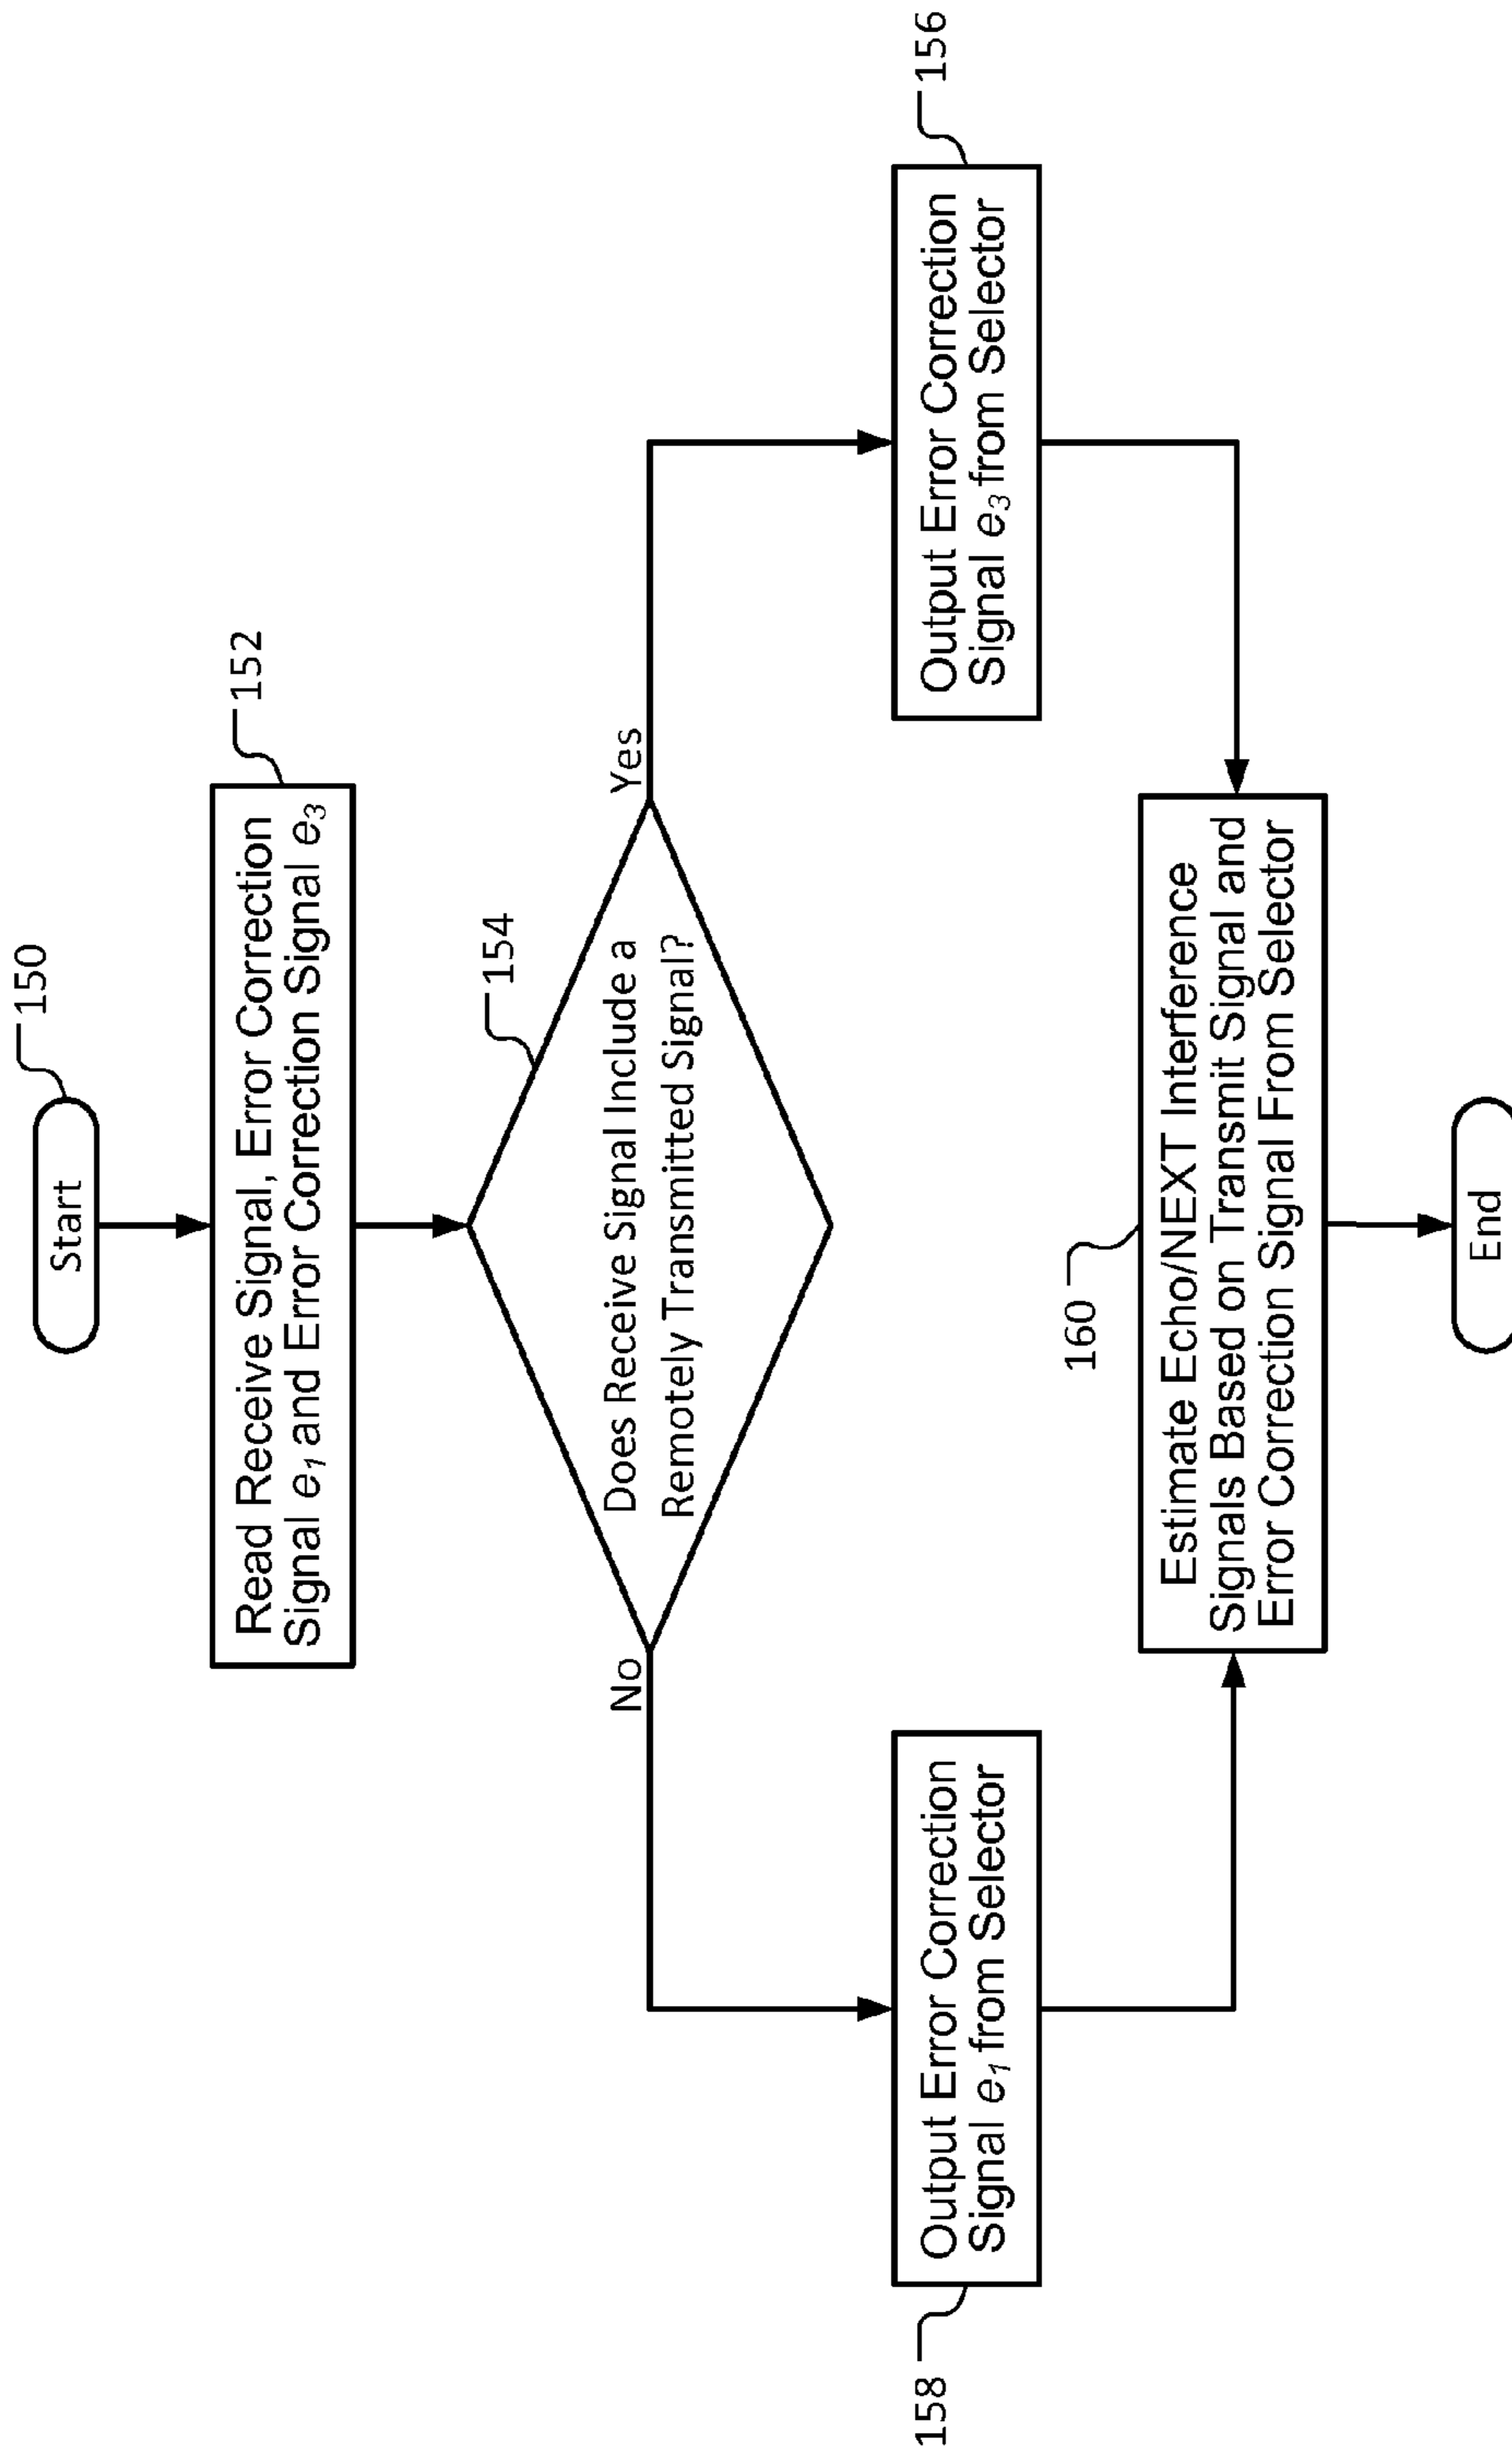 Start
150
Read Receive Signal, Error Correction
Signal e1 and Error Correction Signal e3
152
154
Does Receive Signal Include a
Remotely Transmitted Signal?
No
Yes
158
Output Error Correction
Signal e1 from Selector
Output Error Correction
Signal e3 from Selector
156
160
Estimate Echo/NEXT Interference
Signals Based on Transmit Signal and
Error Correction Signal From Selector
End